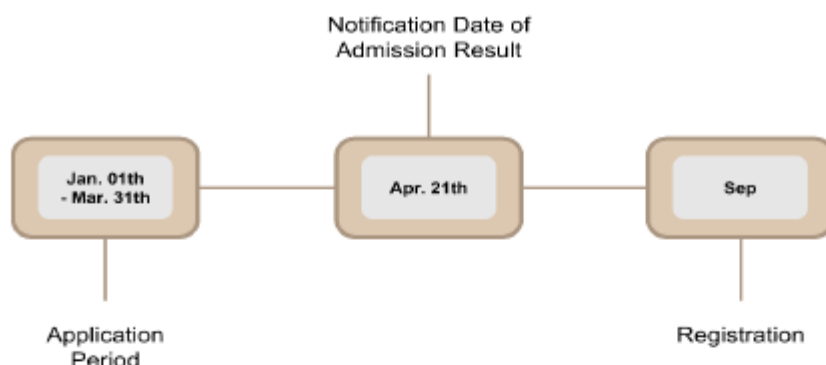 Notification Date of
Admission Result
Jan. 01th
- Mar. 31th
Apr. 21th
Sep
Application
Period
Registration